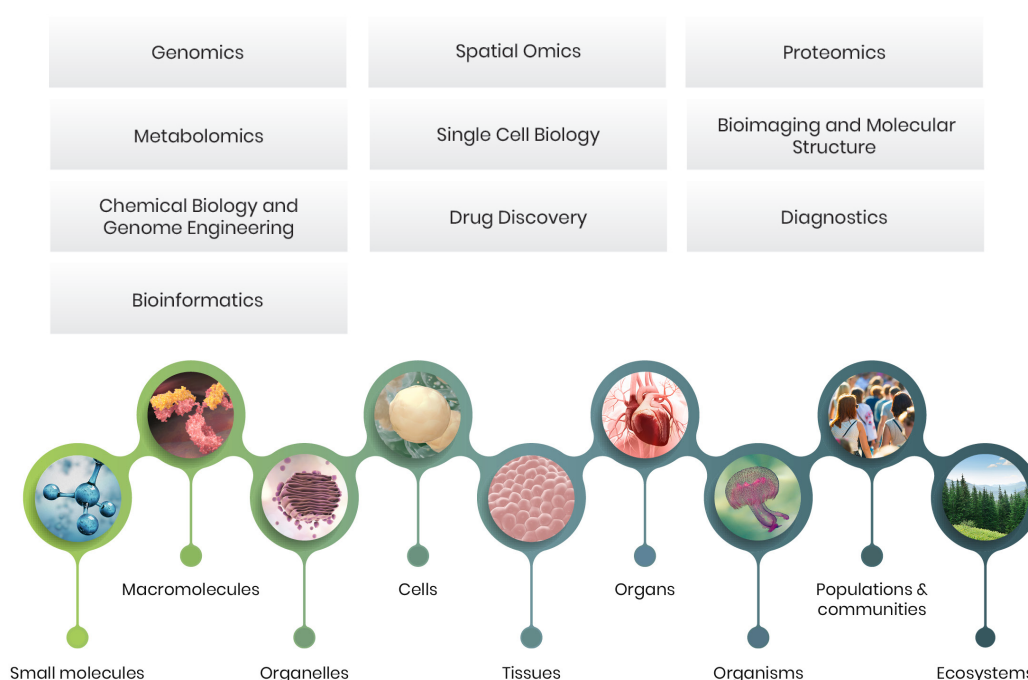 Genomics
Spatial Omics
Proteomics
Metabolomics
Single Cell Biology
Bioimaging and Molecular
Structure
Chemical Biology and
Genome Engineering
Drug Discovery
Diagnostics
Bioinformatics
Macromolecules
Cells
Organs
Populations &
communities
Small molecules
Organelles
Tissues
Organisms
Ecosystems